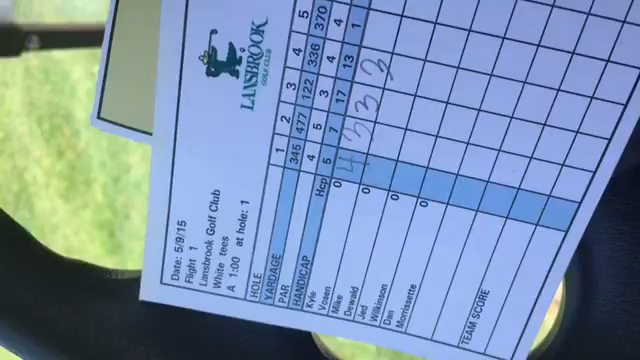 LANSBROOK
GOLF CLUB
Date: 5/9/15
Flight 1
Lansbrook Golf Club
White tees
A 1:00 at hole: 1
HOLE 1 2 3 4 5
YARDAGE 345 477 122 336 370
PAR 4 5 3 4 4
HANDICAP Hcp 5 7 17 13 1
Kyle
Vosen 0 4 3 3 3
Mike
Dewald 0
Jed
Wilkinson 0
Dan
Morrissette 0
TEAM SCORE